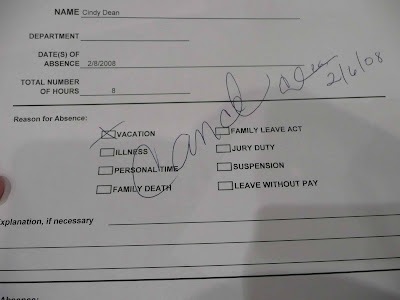 NAME Cindy Dean
DEPARTMENT
DATE(S) OF
ABSENCE 2/8/2008
TOTAL NUMBER
OF HOURS 8
Reason for Absence:
VACATION FAMILY LEAVE ACT
ILLNESS JURY DUTY
PERSONAL TIME SUSPENSION
FAMILY DEATH LEAVE WITHOUT PAY
Cancel 2/6/08
Explanation, if necessary
Absence: